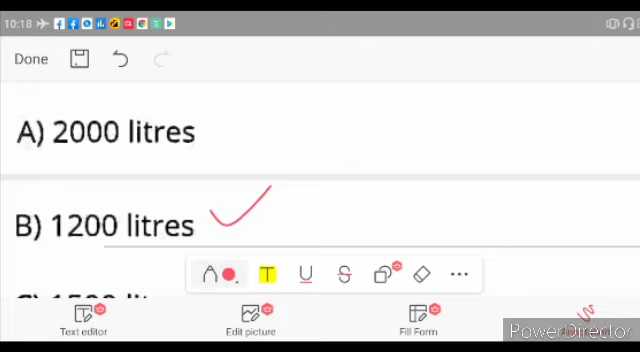 10:18
Done
A) 2000 litres
B) 1200 litres
T U S
Text editor
Edit picture
Fill Form
PowerDirector